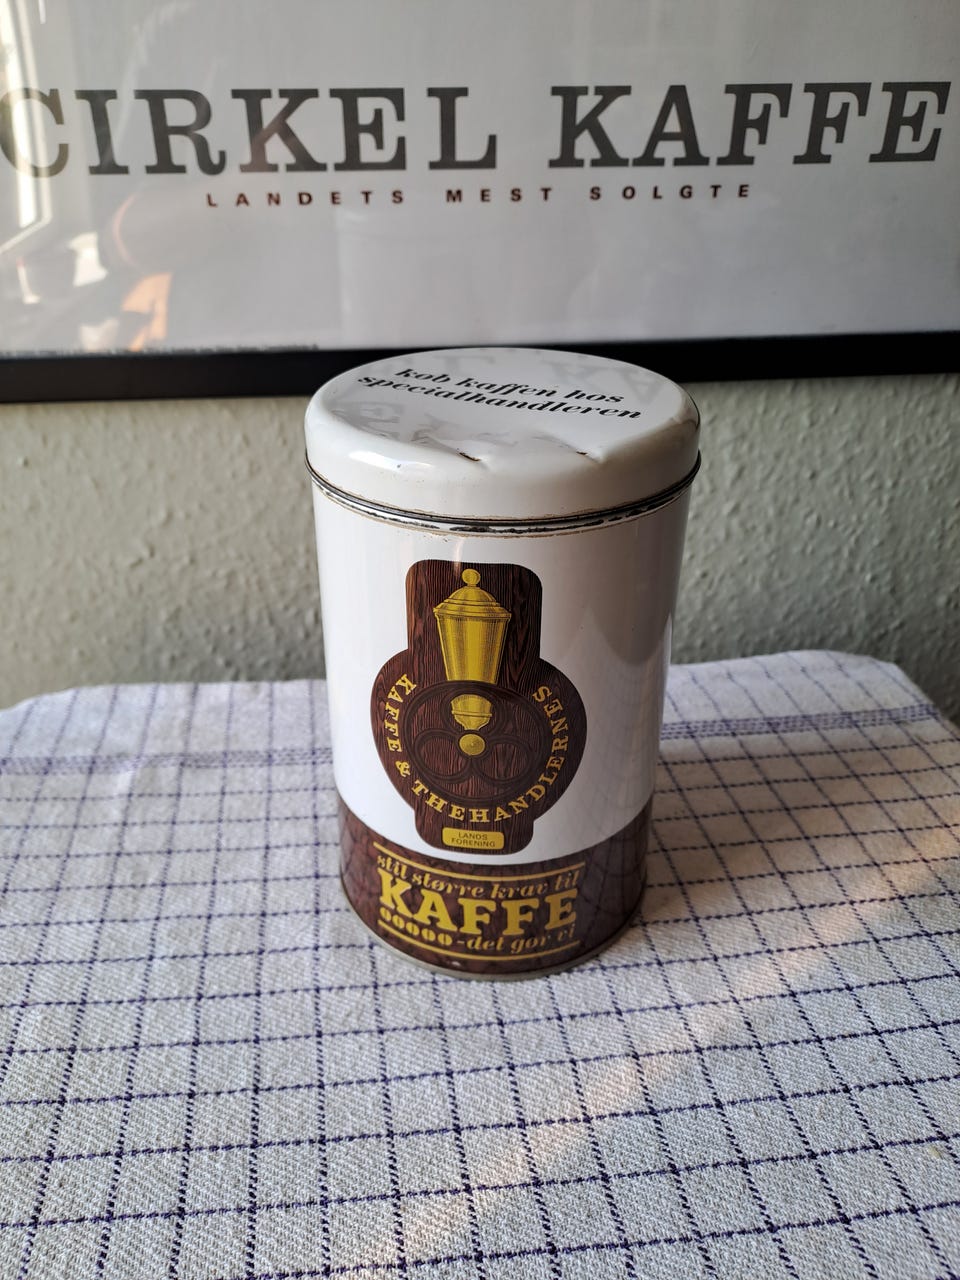 CIRKEL KAFFE
LANDETS MEST SOLGTE
køb kaffen hos
specialhandleren
KAFFE & THEHANDLERNES
LANDS
FORENING
stil større krav til
KAFFE
-det gør vi